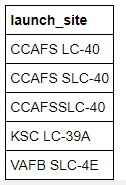 launch_site
CCAFS LC-40
CCAFS SLC-40
CCAFSSLC-40
KSC LC-39A
VAFB SLC-4E